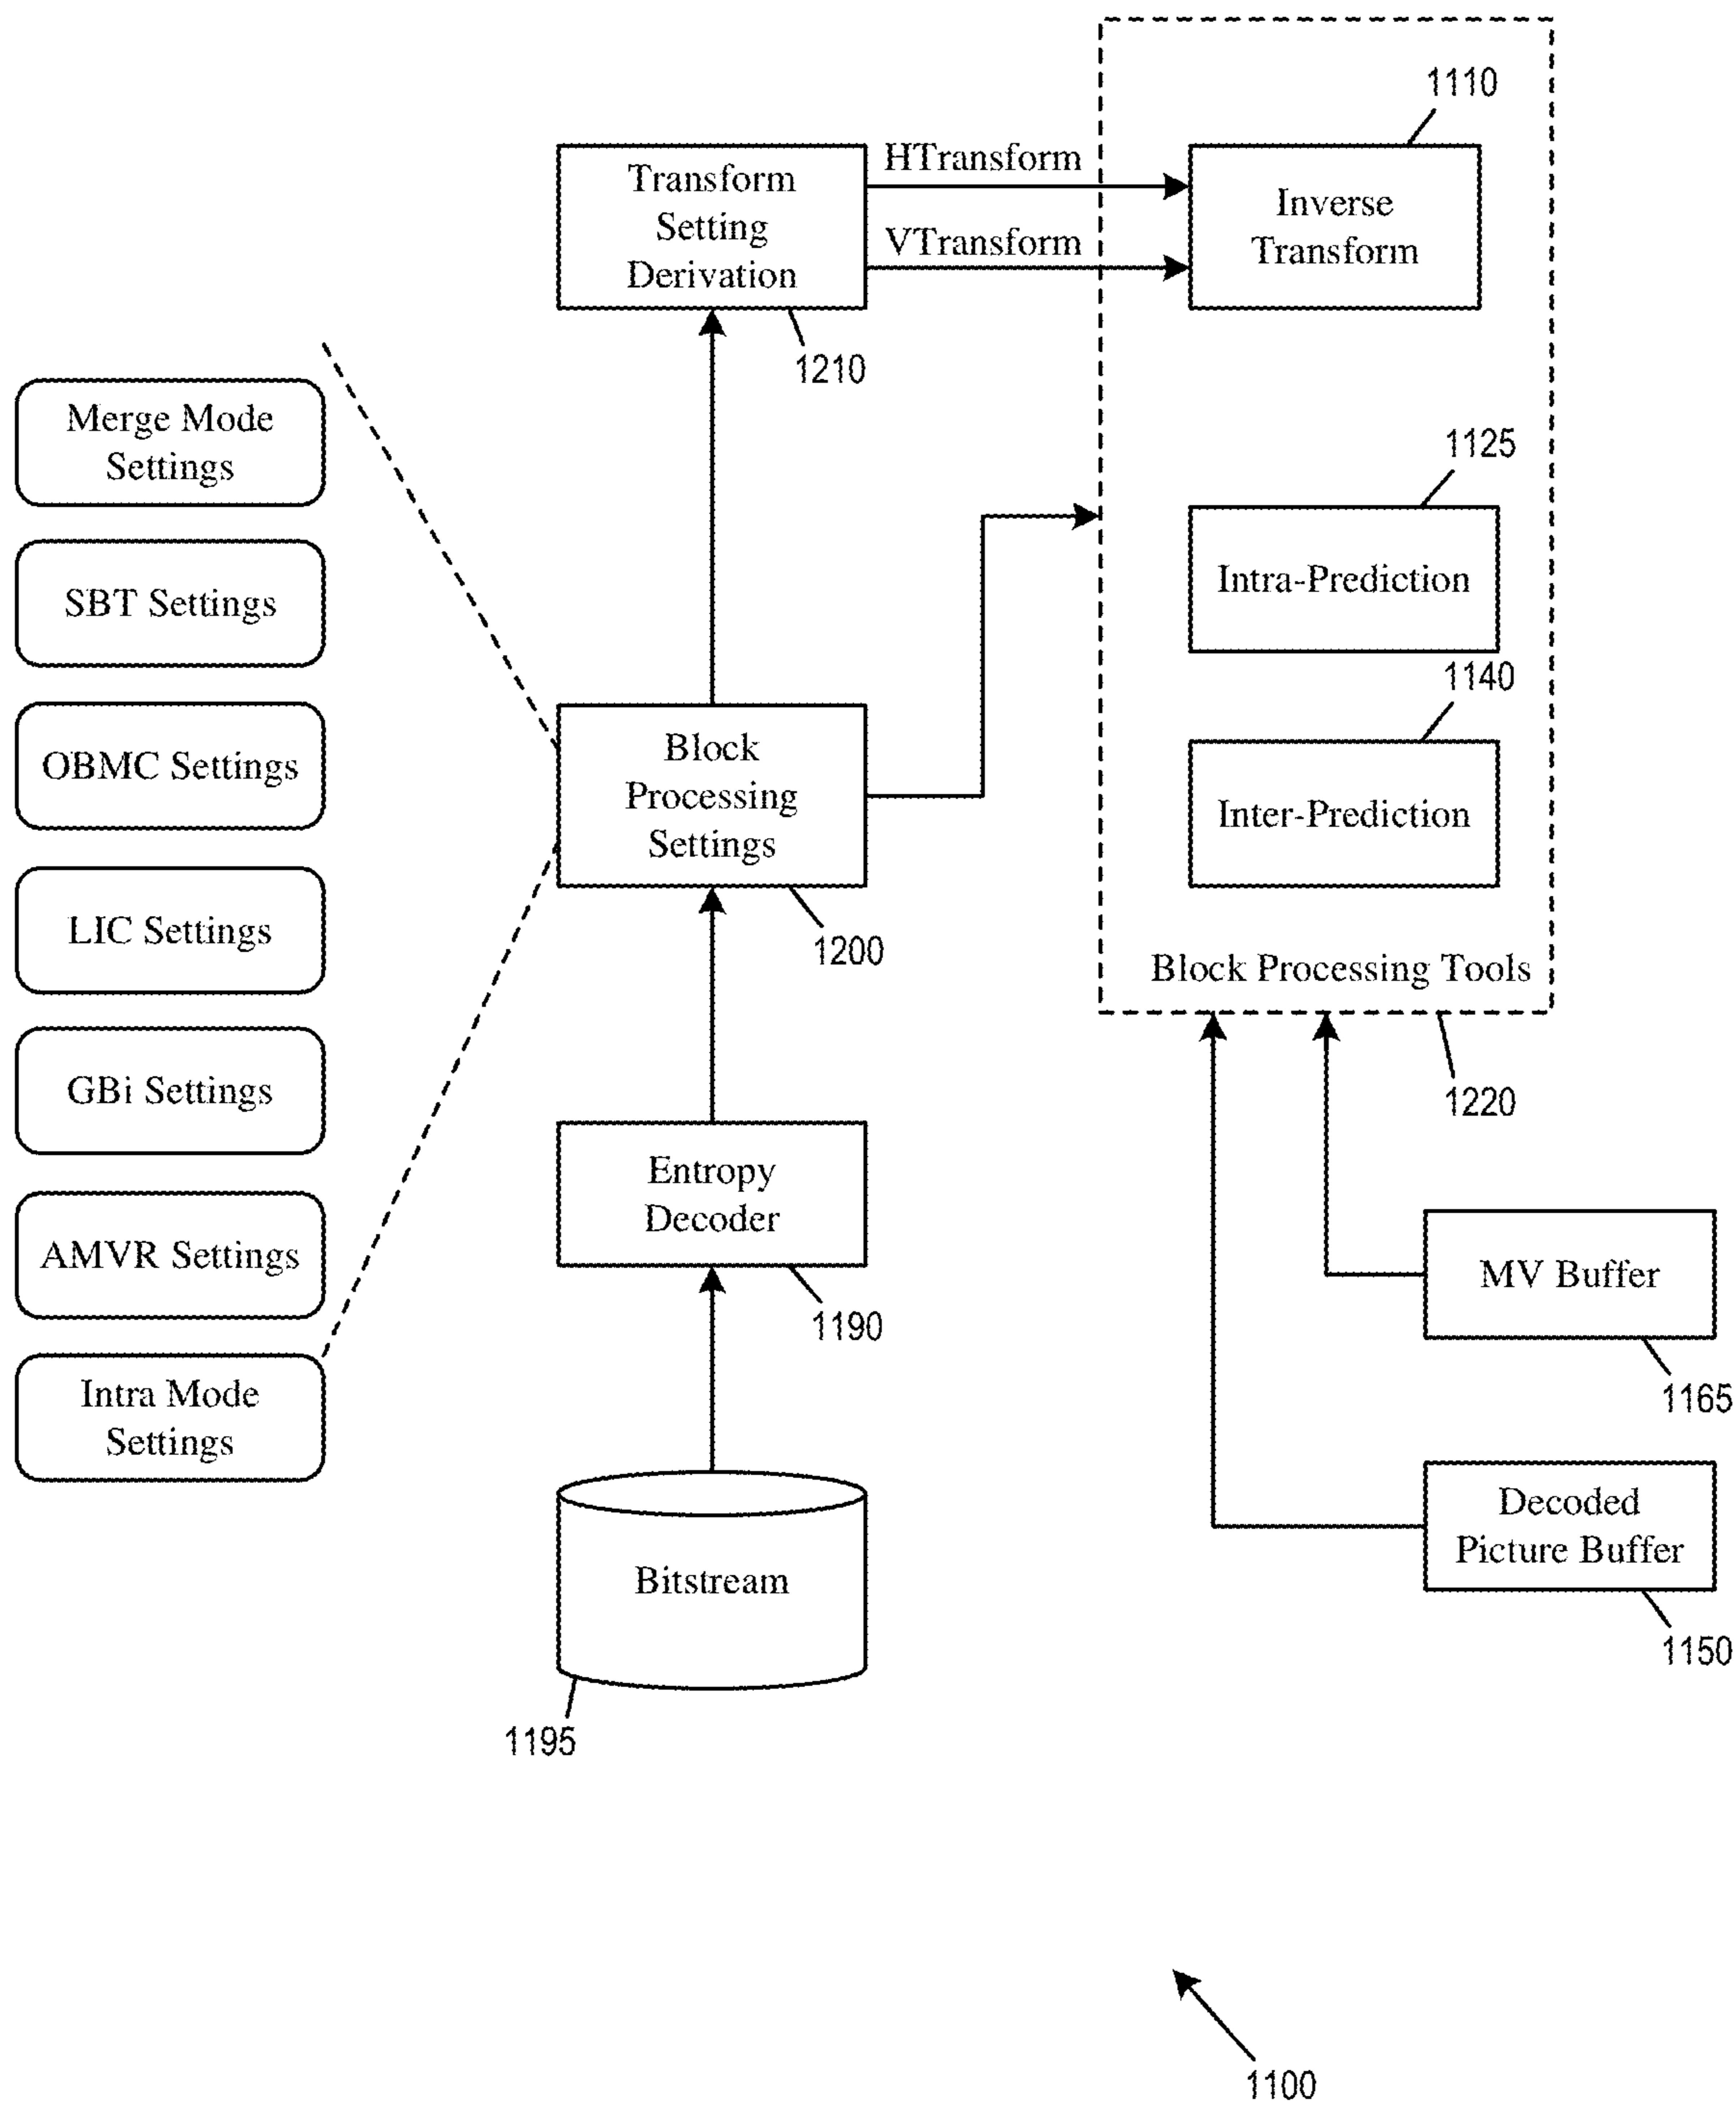 1110
HTransform
Transform
Setting
Derivation
VTransform
Inverse
Transform
1210
Merge Mode
Settings
1125
SBT Settings
Intra-Prediction
1140
OBMC Settings
Block
Processing
Settings
Inter-Prediction
LIC Settings
1200
Block Processing Tools
GBi Settings
1220
Entropy
Decoder
AMVR Settings
MV Buffer
1190
1165
Intra Mode
Settings
Decoded
Picture Buffer
Bitstream
1150
1195
1100